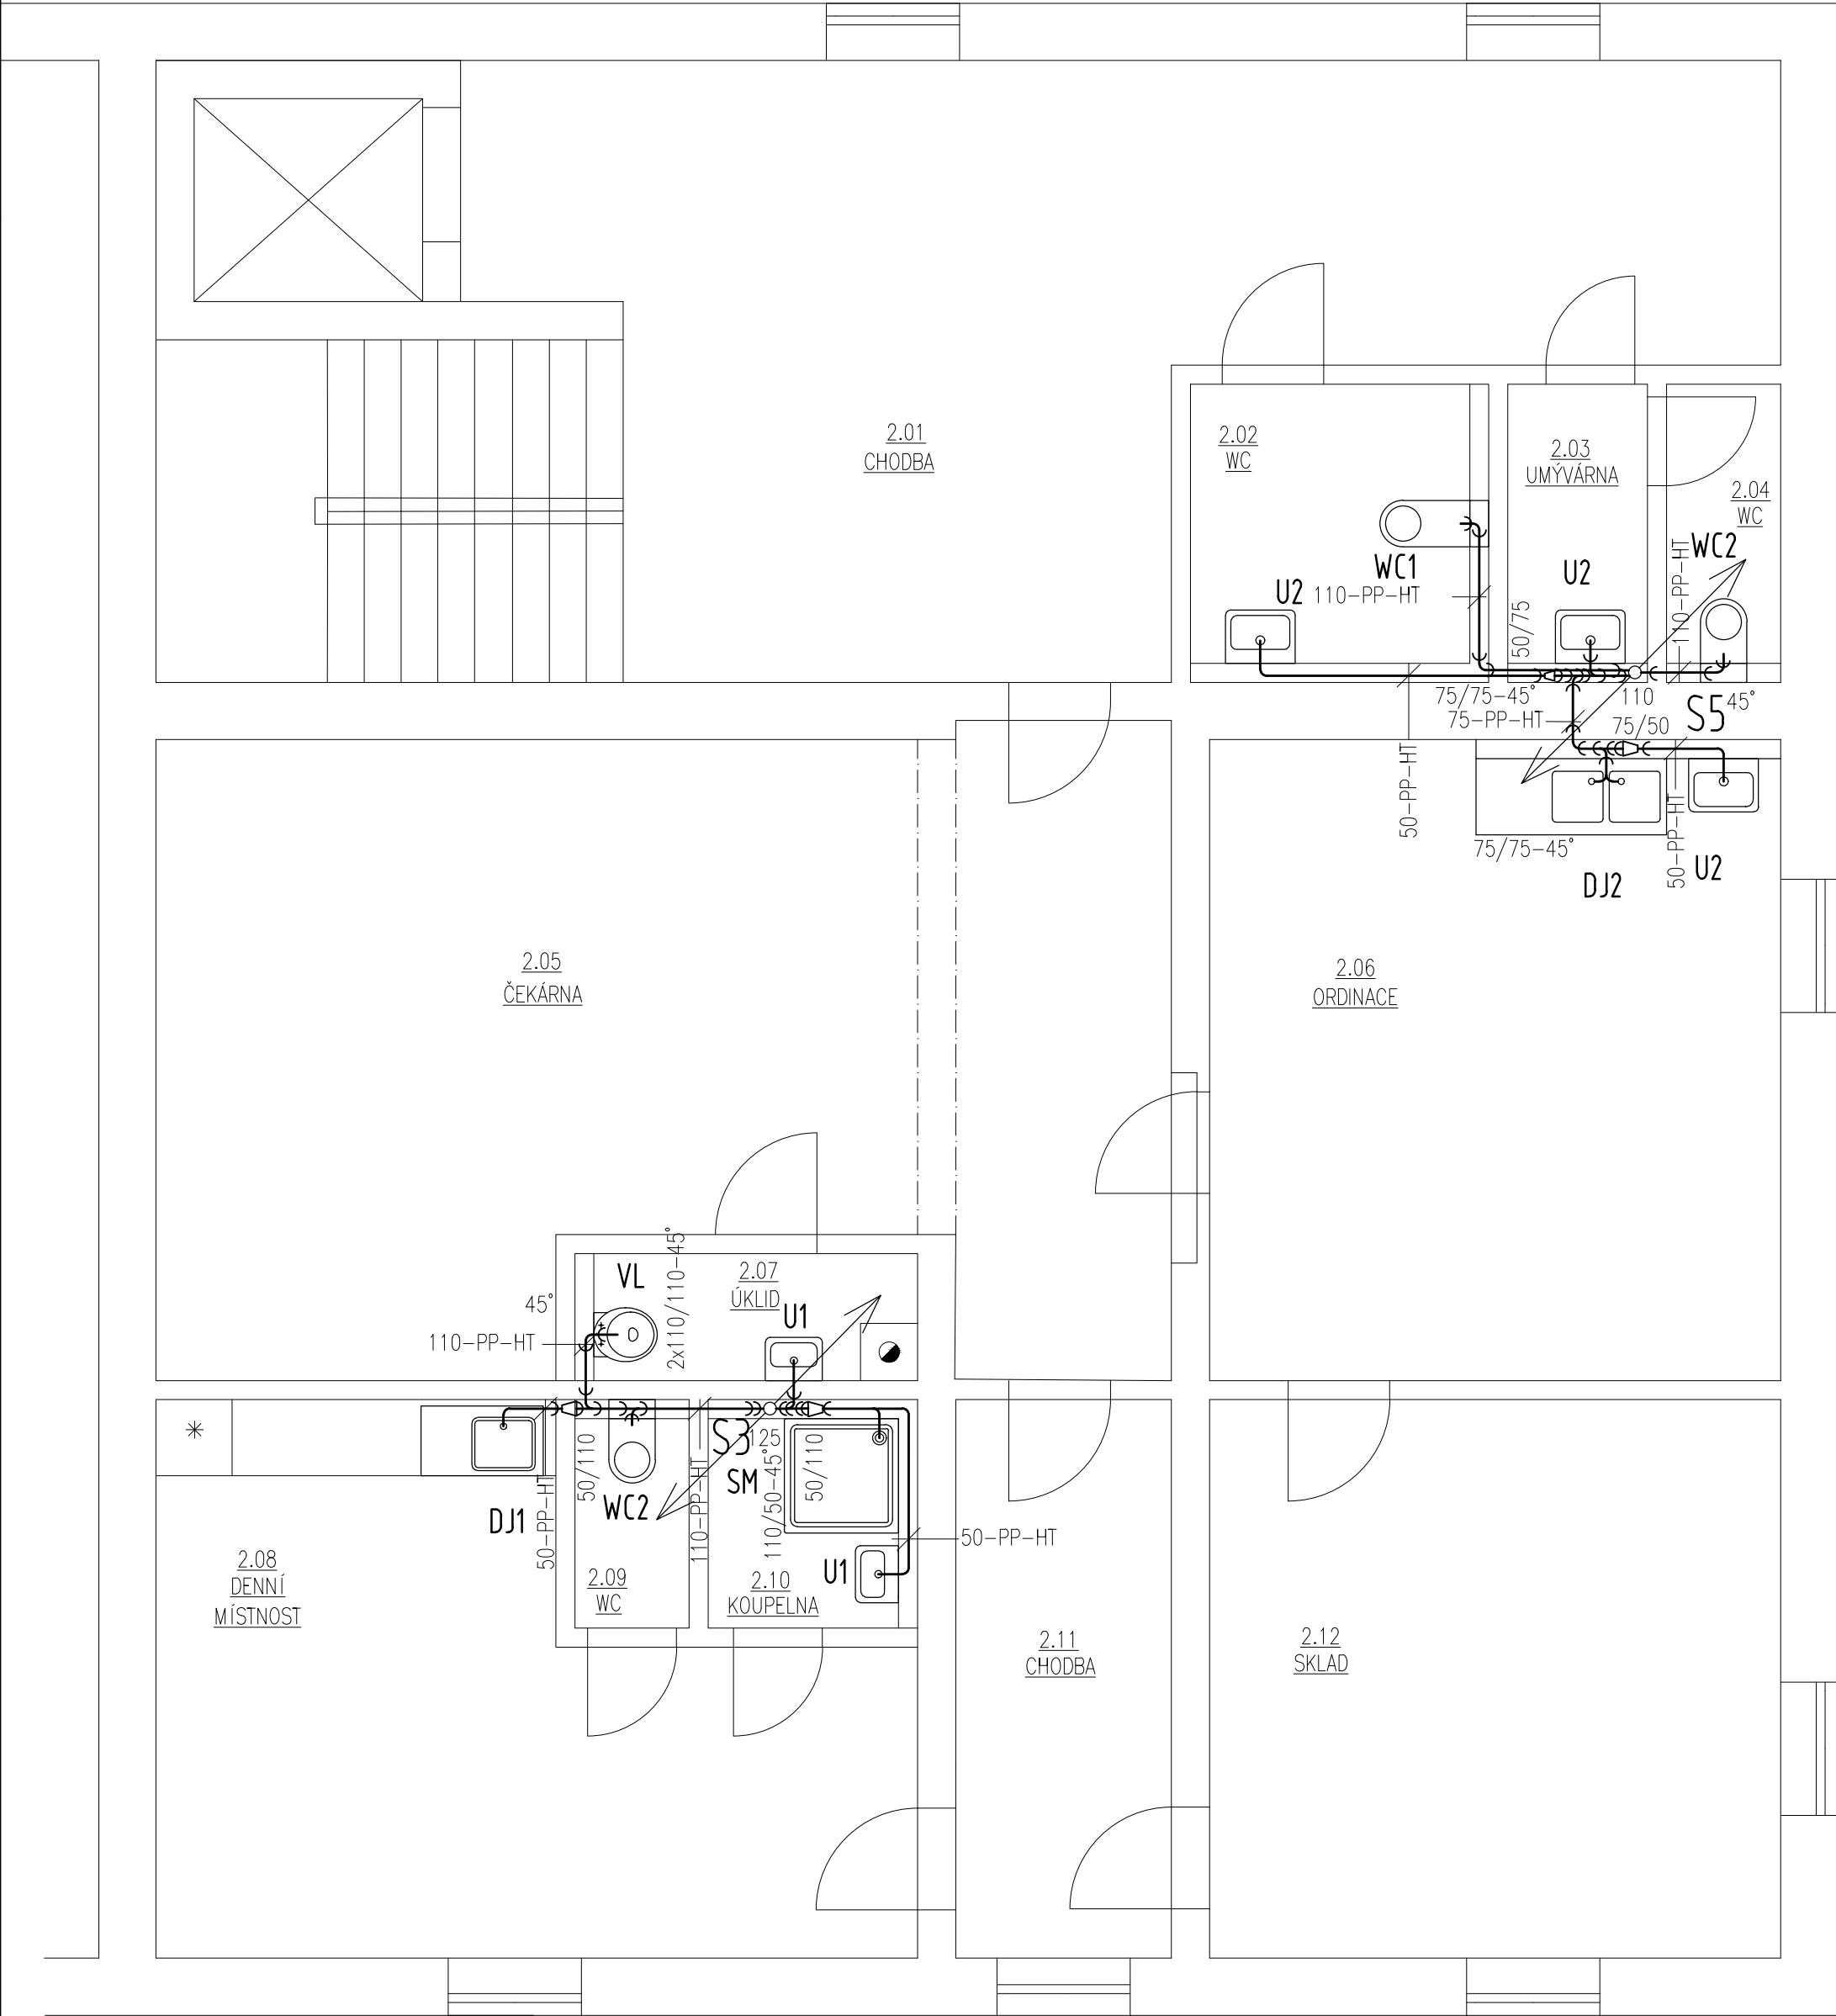 2.01
CHODBA
2.02
WC
2.03
UMÝVÁRNA
2.04
WC
WC1
U2
110-PP-HT
U2
50/75
110-PP-HT
WC2
75/75-45°
75-PP-HT
110
75/50
S5
45°
50-PP-HT
75/75-45°
50-PP-HT
DJ2
U2
2.05
ČEKÁRNA
2.06
ORDINACE
45°
110-PP-HT
VL
2x110/110-45°
2.07
ÚKLID
U1
DJ1
50-PP-HT
50/110
WC2
110-PP-HT
S3
125
SM
110/50-45°
50/110
50-PP-HT
U1
2.08
DENNÍ
MÍSTNOST
2.09
WC
2.10
KOUPELNA
2.11
CHODBA
2.12
SKLAD